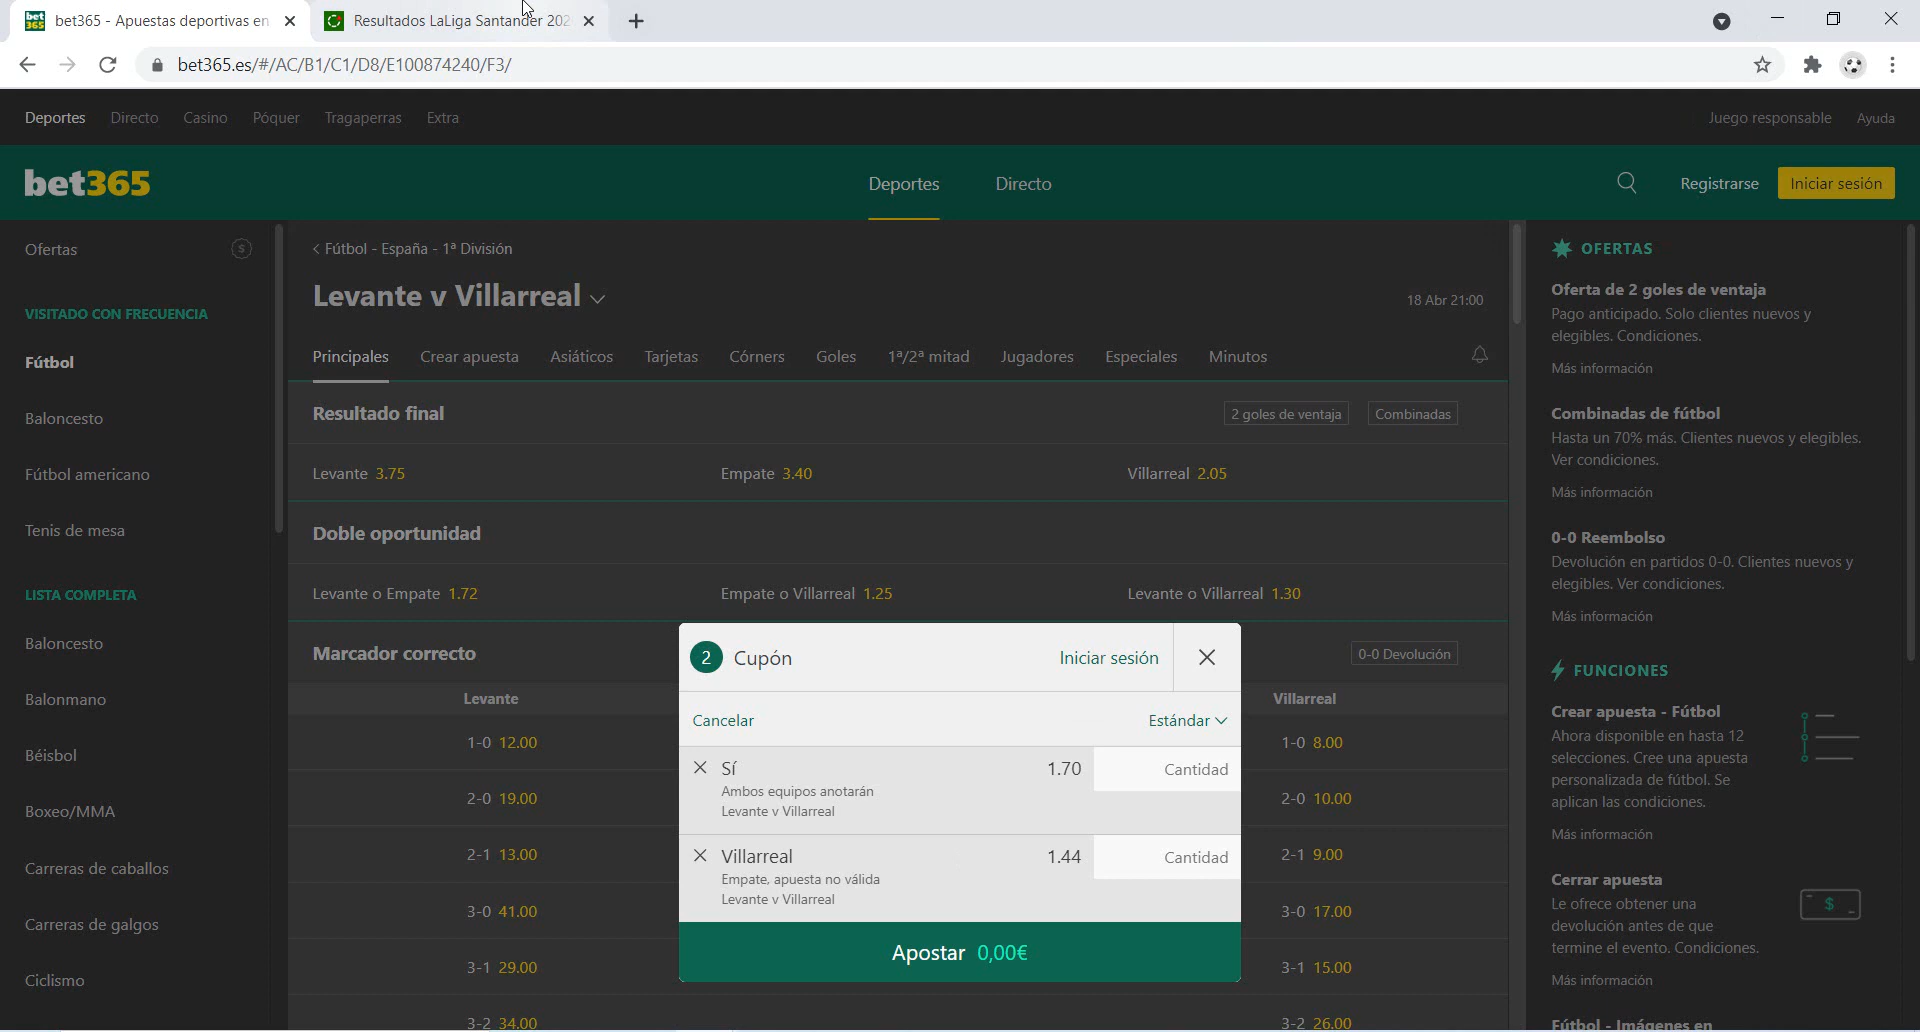 bet365 - Apuestas deportivas en
Resultados LaLiga Santander 202
bet365.es/#/AC/B1/C1/D8/E100874240/F3/
Deportes Directo Casino Póquer Tragaperras Extra
Juego responsable Ayuda
bet365
Deportes Directo
Registrarse Iniciar sesión
Ofertas
VISITADO CON FRECUENCIA
Fútbol
Baloncesto
Fútbol americano
Tenis de mesa
LISTA COMPLETA
Baloncesto
Balonmano
Béisbol
Boxeo/MMA
Carreras de caballos
Carreras de galgos
Ciclismo
< Fútbol - España - 1ª División
Levante v Villarreal
18 Abr 21:00
Principales Crear apuesta Asiáticos Tarjetas Córners Goles 1ª/2ª mitad Jugadores Especiales Minutos
Resultado final
2 goles de ventaja Combinadas
Levante 3.75 Empate 3.40 Villarreal 2.05
Doble oportunidad
Levante o Empate 1.72 Empate o Villarreal 1.25 Levante o Villarreal 1.30
Marcador correcto
0-0 Devolución
Levante Villarreal
1-0 12.00 1-0 8.00
2-0 19.00 2-0 10.00
2-1 13.00 2-1 9.00
3-0 41.00 3-0 17.00
3-1 29.00 3-1 15.00
3-2 34.00 3-2 26.00
2 Cupón Iniciar sesión
Cancelar Estándar
Sí 1.70 Cantidad
Ambos equipos anotarán
Levante v Villarreal
Villarreal 1.44 Cantidad
Empate, apuesta no válida
Levante v Villarreal
Apostar 0,00€
OFERTAS
Oferta de 2 goles de ventaja
Pago anticipado. Solo clientes nuevos y
elegibles. Condiciones.
Más información
Combinadas de fútbol
Hasta un 70% más. Clientes nuevos y elegibles.
Ver condiciones.
Más información
0-0 Reembolso
Devolución en partidos 0-0. Clientes nuevos y
elegibles. Ver condiciones.
Más información
FUNCIONES
Crear apuesta - Fútbol
Ahora disponible en hasta 12
selecciones. Cree una apuesta
personalizada de fútbol. Se
aplican las condiciones.
Más información
Cerrar apuesta
Le ofrece obtener una
devolución antes de que
termine el evento. Condiciones.
Más información
Fútbol - Imágenes en